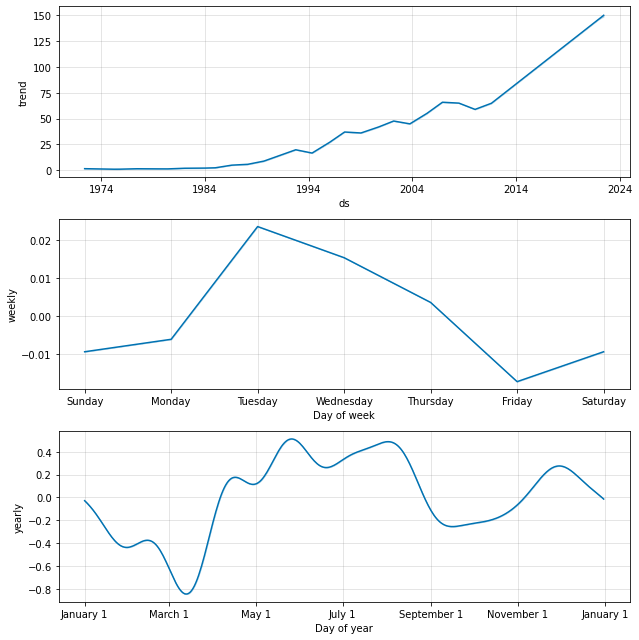 150
125
100
75
50
25
0
trend
1974 1984 1994 2004 2014 2024
ds
0.02
0.01
0.00
−0.01
weekly
Sunday Monday Tuesday Wednesday Thursday Friday Saturday
Day of week
0.4
0.2
0.0
−0.2
−0.4
−0.6
−0.8
yearly
January 1 March 1 May 1 July 1 September 1 November 1 January 1
Day of year